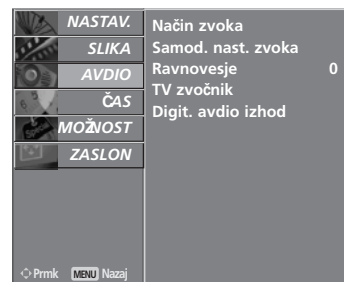 NASTAV.
SLIKA
AVDIO
ČAS
MOŽNOST
ZASLON
Način zvoka
Samod. nast. zvoka
Ravnovesje 0
TV zvočnik
Digit. avdio izhod
Prmk MENU Nazaj